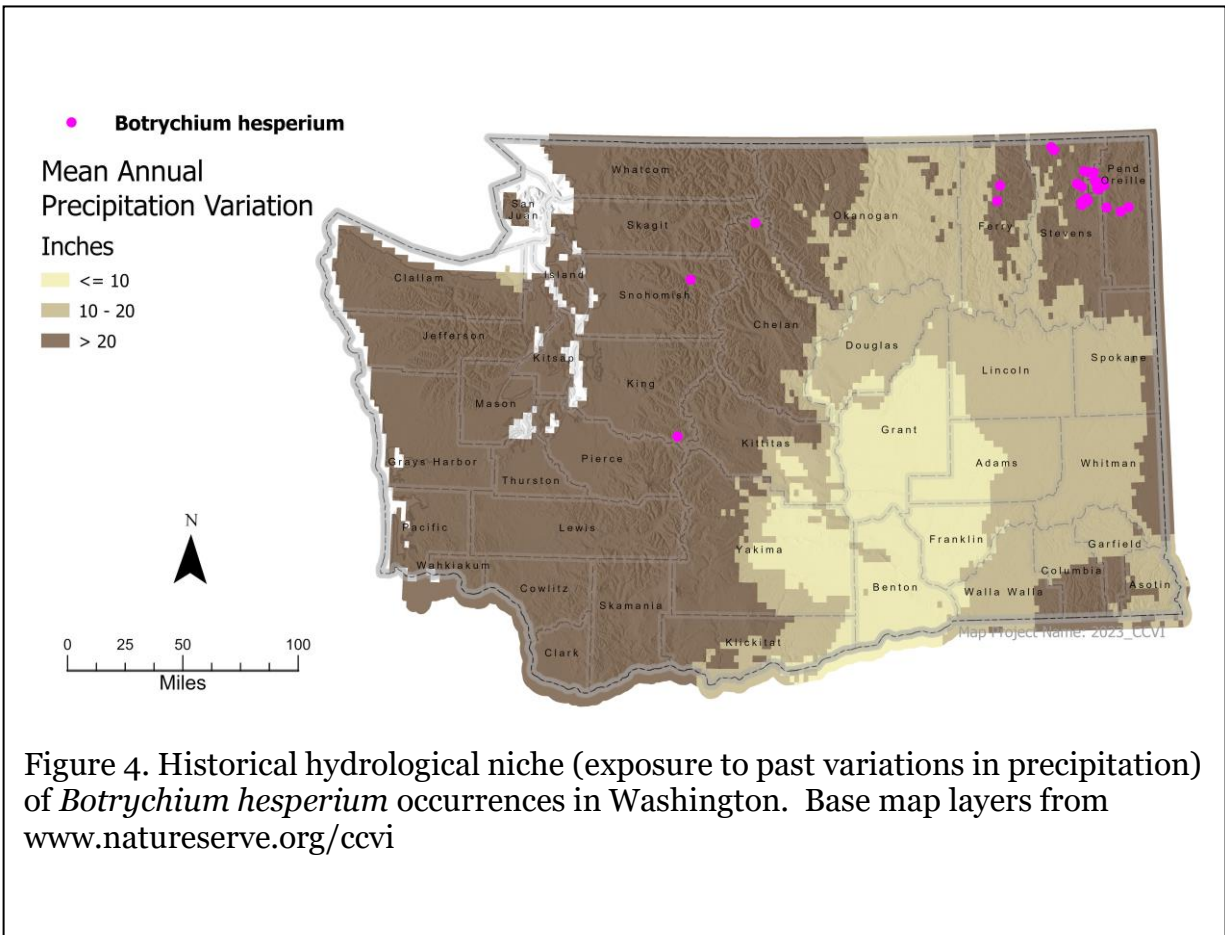 Botrychium hesperium
Mean Annual
Precipitation Variation
Inches
<= 10
10 - 20
> 20
Whatcom
Pend
Oreille
San
Juan
Skagit
Okanogan
Ferry
Stevens
Clallam
Island
Snohomish
Chelan
Jefferson
Kitsap
Douglas
Spokane
King
Lincoln
Mason
Grant
Kittitas
Grays Harbor
Pierce
Adams
Whitman
Thurston
N
Pacific
Lewis
Yakima
Franklin
Garfield
Wahkiakum
Columbia
Cowlitz
Benton
Walla Walla
Asotin
Skamania
Map Project Name: 2023_CCVI
Klickitat
Clark
0 25 50 100
Miles
Figure 4. Historical hydrological niche (exposure to past variations in precipitation)
of Botrychium hesperium occurrences in Washington. Base map layers from
www.natureserve.org/ccvi